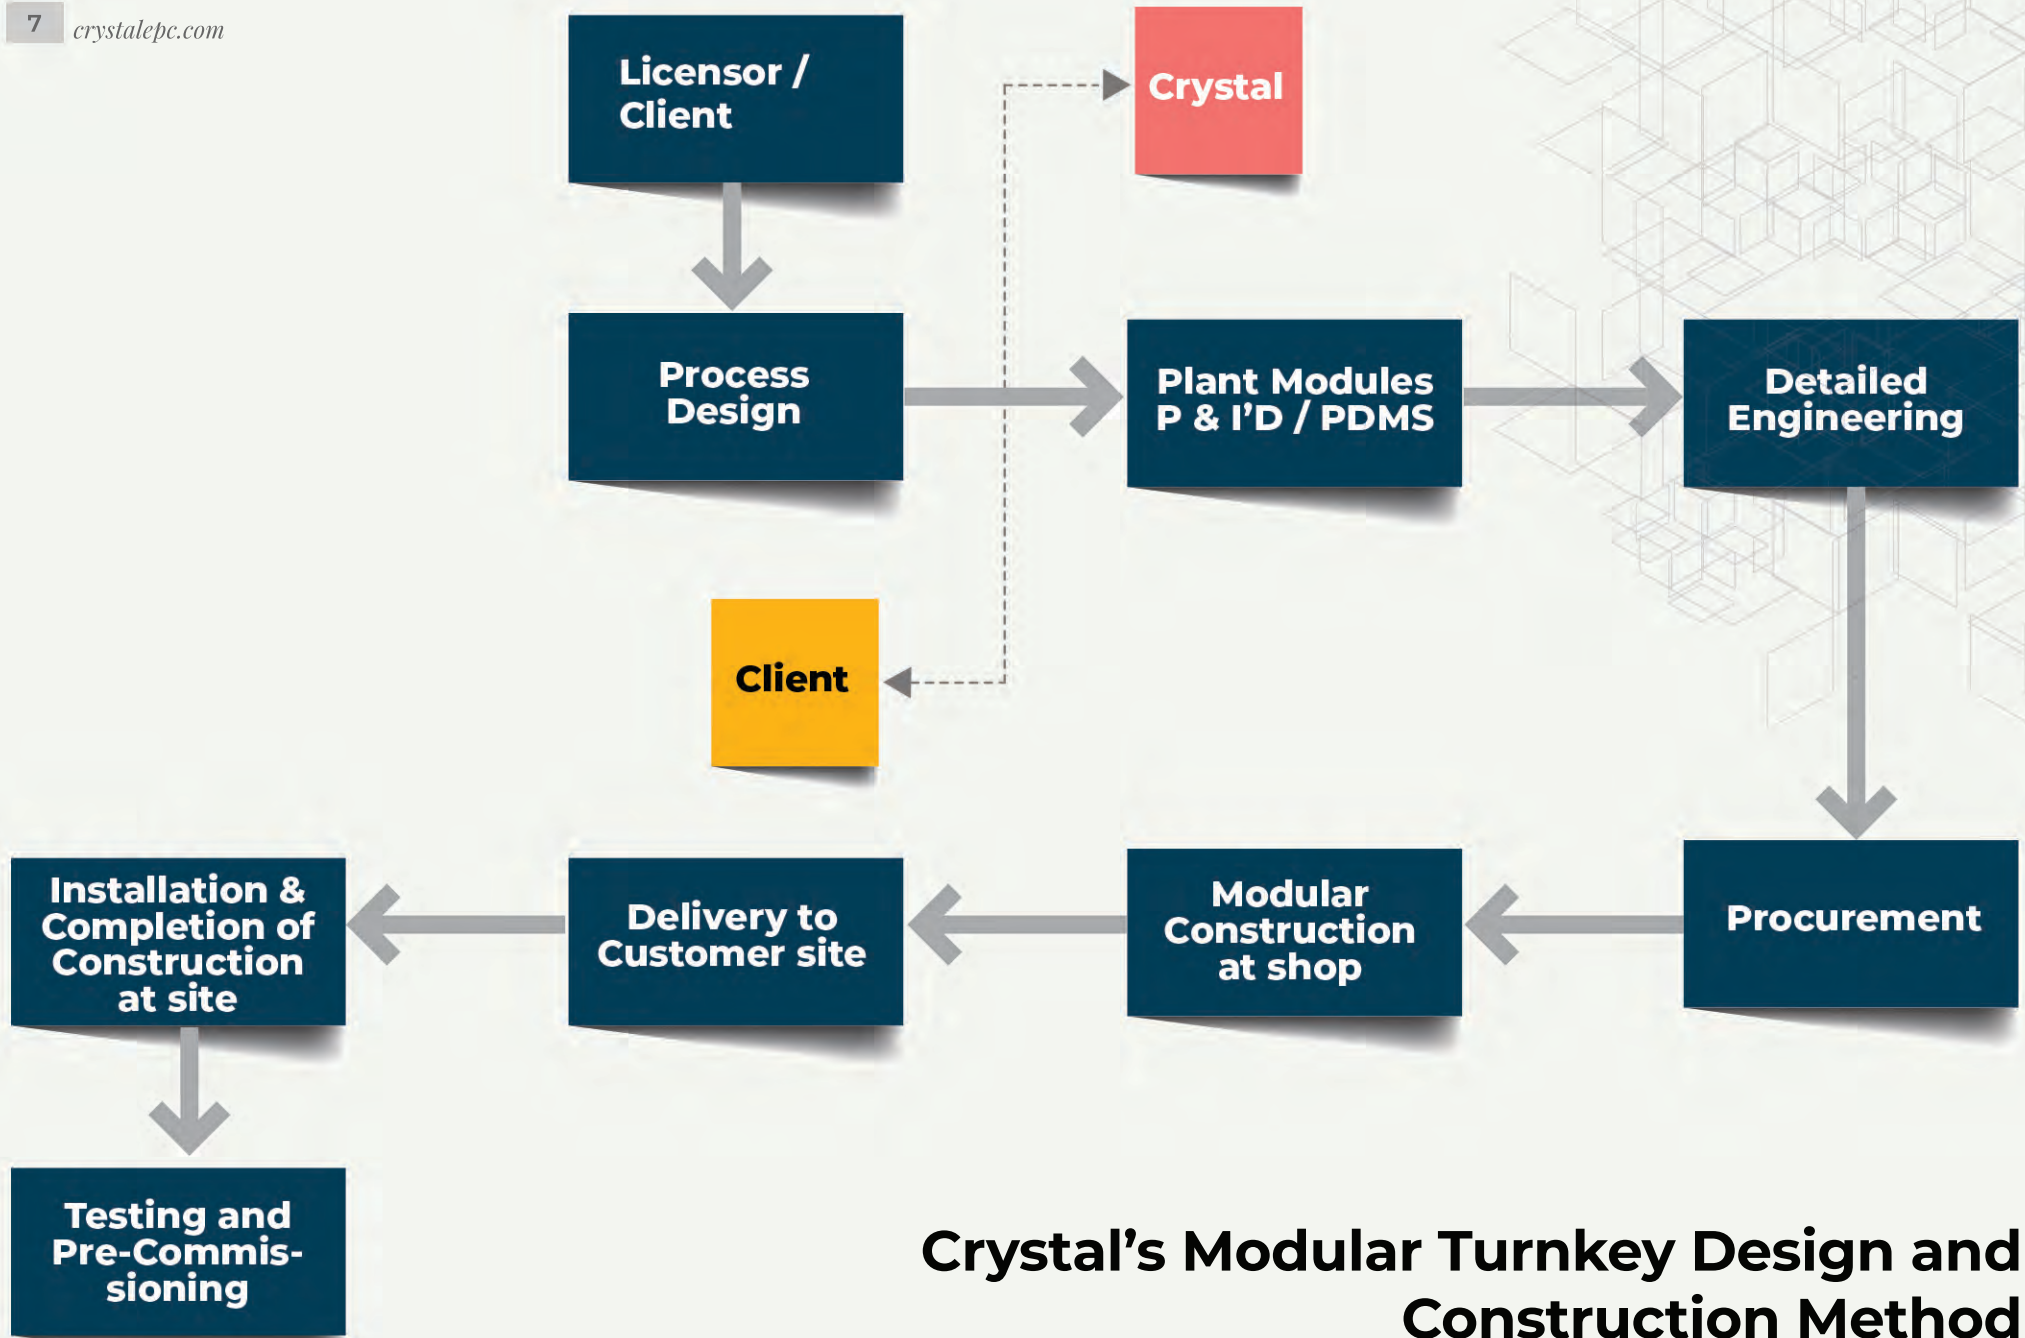 7
crystalepc.com
Licensor /
Client
Crystal
Process
Design
Plant Modules
P & I’D / PDMS
Detailed
Engineering
Client
Installation &
Completion of
Construction
at site
Delivery to
Customer site
Modular
Construction
at shop
Procurement
Testing and
Pre-Commis-
sioning
Crystal’s Modular Turnkey Design and
Construction Method